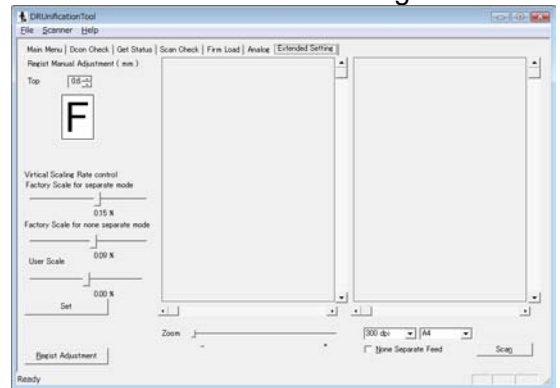 DRUnificationTool
File Scanner Help
Main Menu Dcon Check Get Status Scan Check Firm Load Analog Extended Setting
Regist Manual Adjustment ( mm )
Top 0.6
F
Virtical Scaling Rate control
Factory Scale for separate mode
0.15 %
Factory Scale for none separate mode
0.09 %
User Scale
0.00 %
Set
Zoom - +
300 dpi A4
None Separate Feed
Scan
Regist Adjustment
Ready